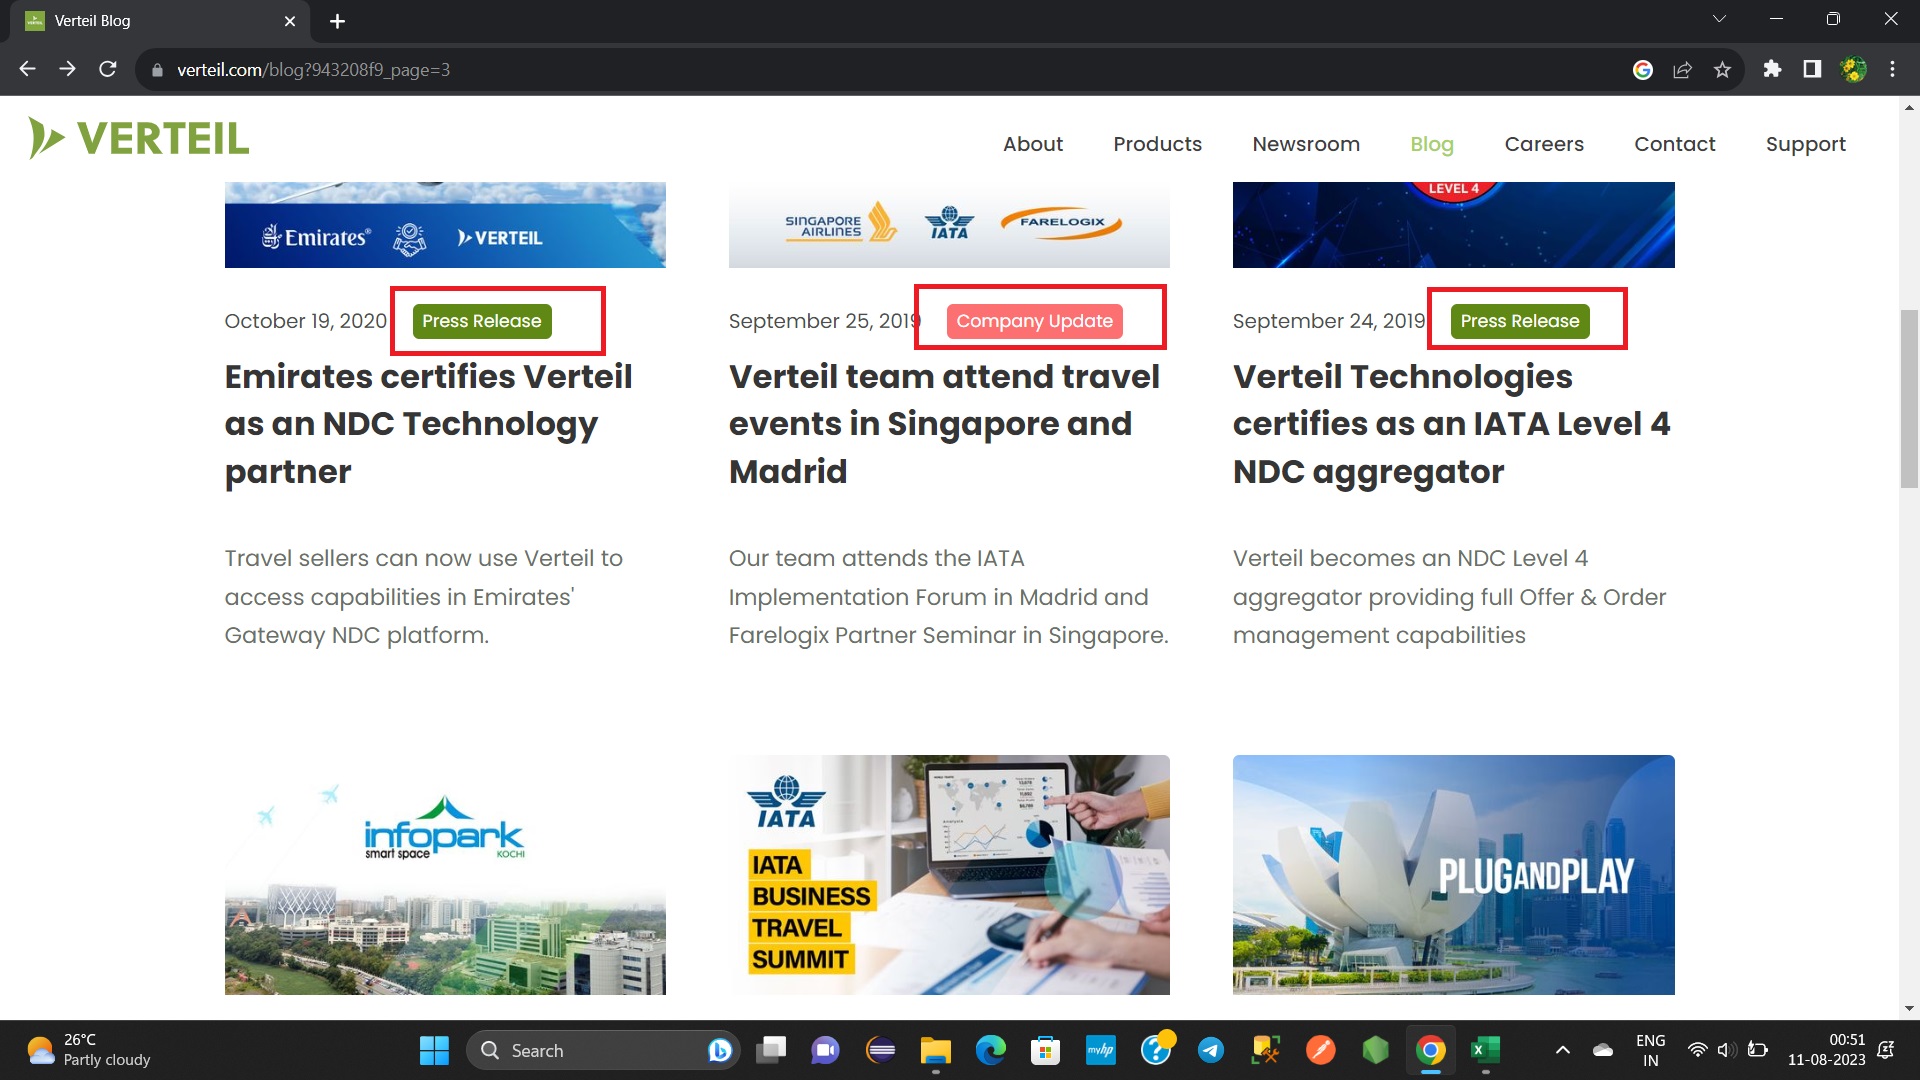 Verteil Blog
verteil.com/blog?943208f9_page=3
VERTEIL
About Products Newsroom Blog Careers Contact Support
Emirates VERTEIL
SINGAPORE AIRLINES IATA FARELOGIX
LEVEL 4
October 19, 2020 Press Release
Emirates certifies Verteil
as an NDC Technology
partner
Travel sellers can now use Verteil to
access capabilities in Emirates'
Gateway NDC platform.
September 25, 2019 Company Update
Verteil team attend travel
events in Singapore and
Madrid
Our team attends the IATA
Implementation Forum in Madrid and
Farelogix Partner Seminar in Singapore.
September 24, 2019 Press Release
Verteil Technologies
certifies as an IATA Level 4
NDC aggregator
Verteil becomes an NDC Level 4
aggregator providing full Offer & Order
management capabilities
infopark
smart space KOCHI
IATA
IATA
BUSINESS
TRAVEL
SUMMIT
PLUGANDPLAY
26°C
Partly cloudy
Search
myhp
ENG
IN
00:51
11-08-2023